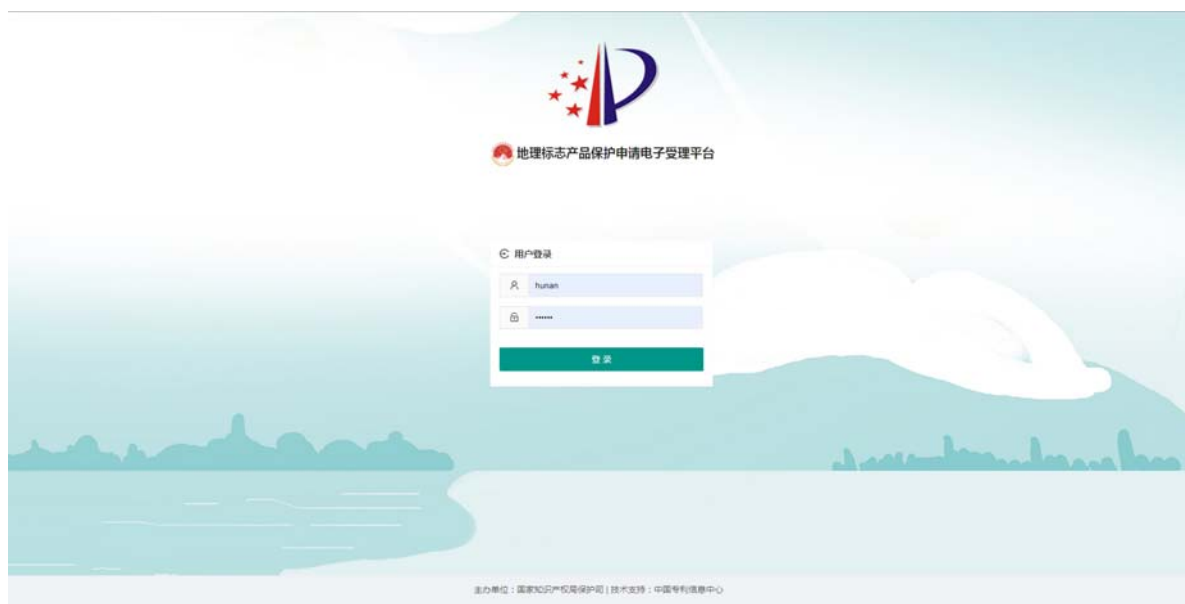 地理标志产品保护申请电子受理平台
用户登录
hunan
••••••
登 录
主办单位：国家知识产权局保护司 | 技术支持：中国专利信息中心